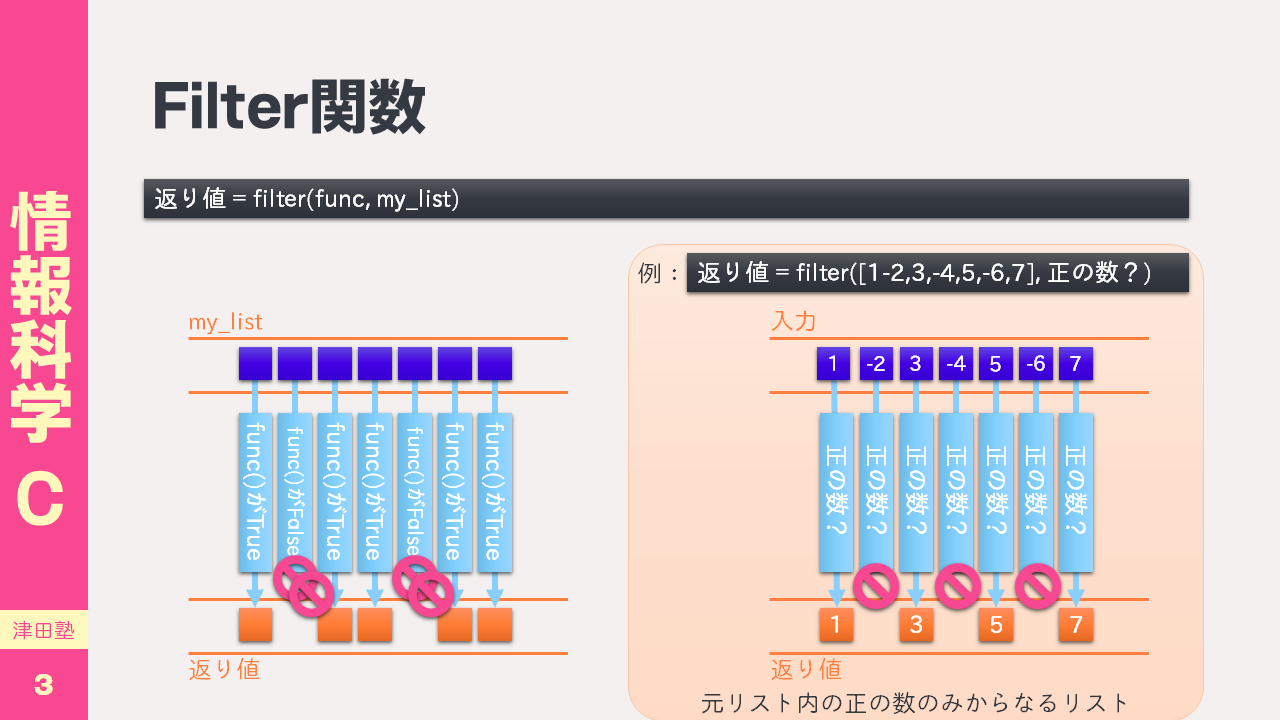 情報科学 C
津田塾
3
Filter関数
返り値 = filter(func, my_list)
my_list
func()がTrue
func()がFalse
func()がTrue
func()がTrue
func()がFalse
func()がTrue
func()がTrue
返り値
例：
返り値 = filter([1-2,3,-4,5,-6,7], 正の数？)
入力
1 -2 3 -4 5 -6 7
正の数？
正の数？
正の数？
正の数？
正の数？
正の数？
正の数？
1 3 5 7
返り値
元リスト内の正の数のみからなるリスト